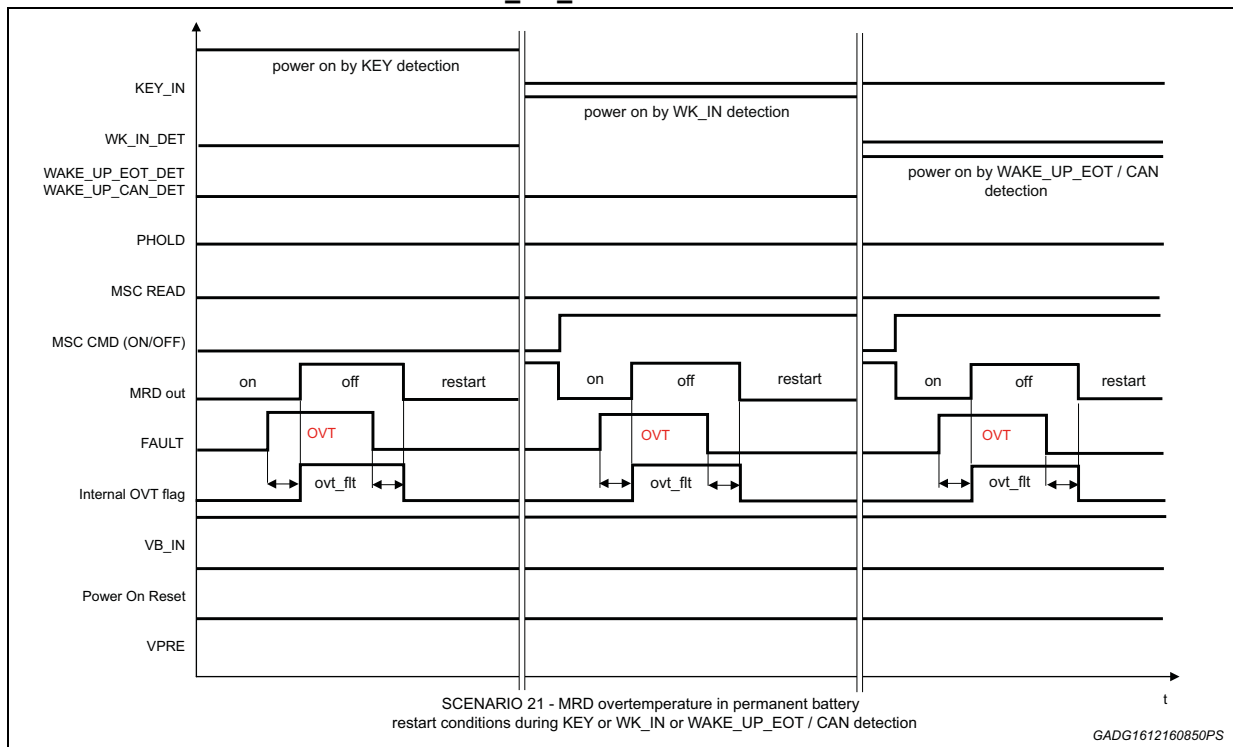 power on by KEY detection
KEY_IN
power on by WK_IN detection
WK_IN_DET
WAKE_UP_EOT_DET
WAKE_UP_CAN_DET
power on by WAKE_UP_EOT / CAN
detection
PHOLD
MSC READ
MSC CMD (ON/OFF)
MRD out
on off restart on off restart on off restart
FAULT
OVT OVT OVT
Internal OVT flag
ovt_flt ovt_flt ovt_flt
VB_IN
Power On Reset
VPRE
t
SCENARIO 21 - MRD overtemperature in permanent battery
restart conditions during KEY or WK_IN or WAKE_UP_EOT / CAN detection
GADG1612160850PS